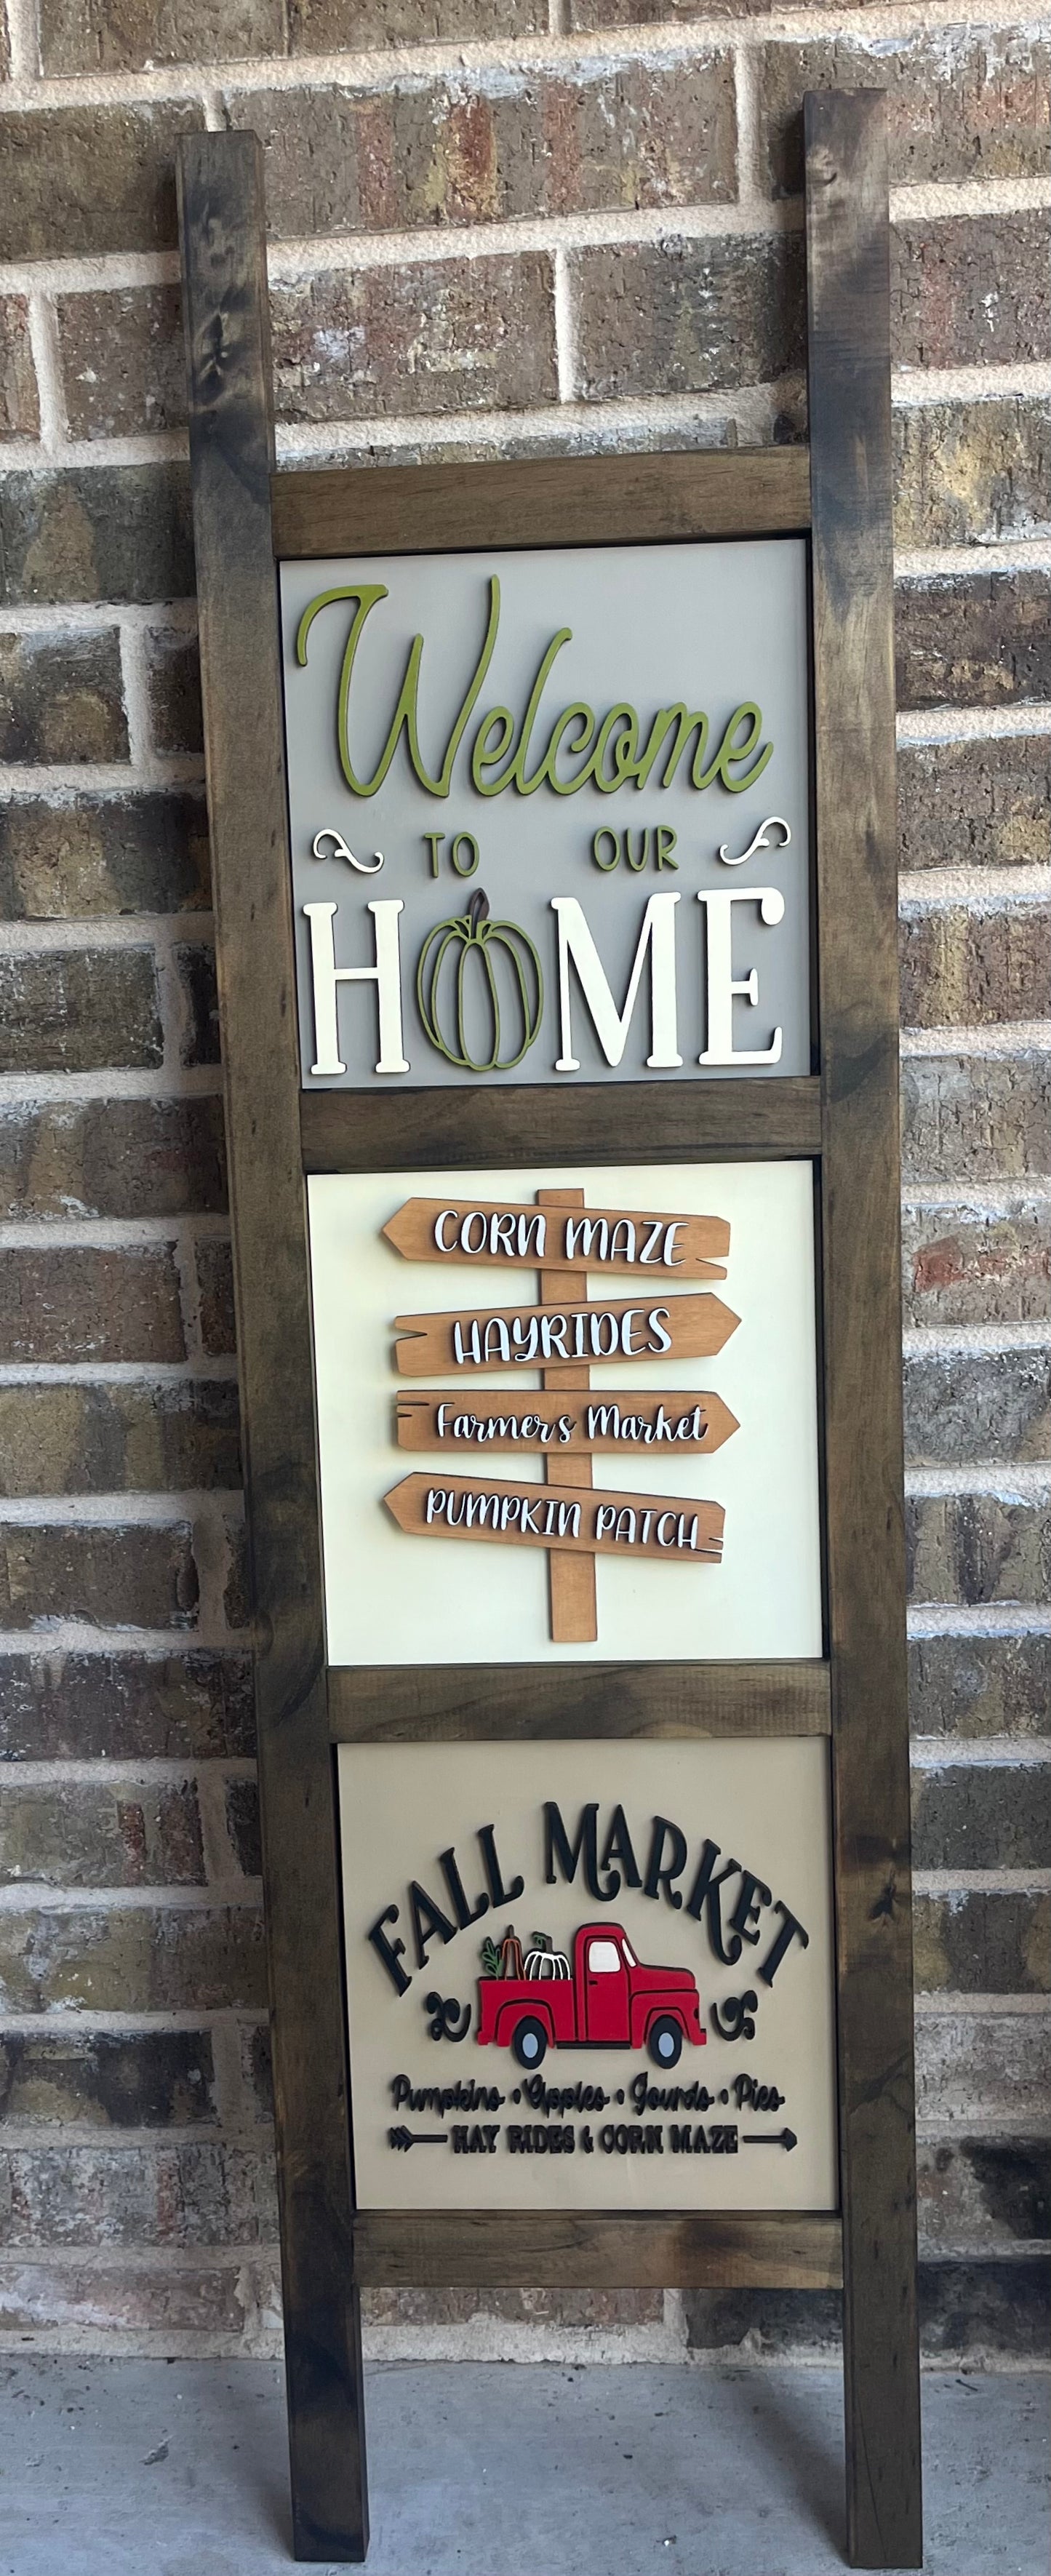 Welcome
TO OUR
HOME
CORN MAZE
HAYRIDES
Farmer's Market
PUMPKIN PATCH
FALL MARKET
Pumpkins • Apples • Gourds • Pies
HAY RIDES & CORN MAZE